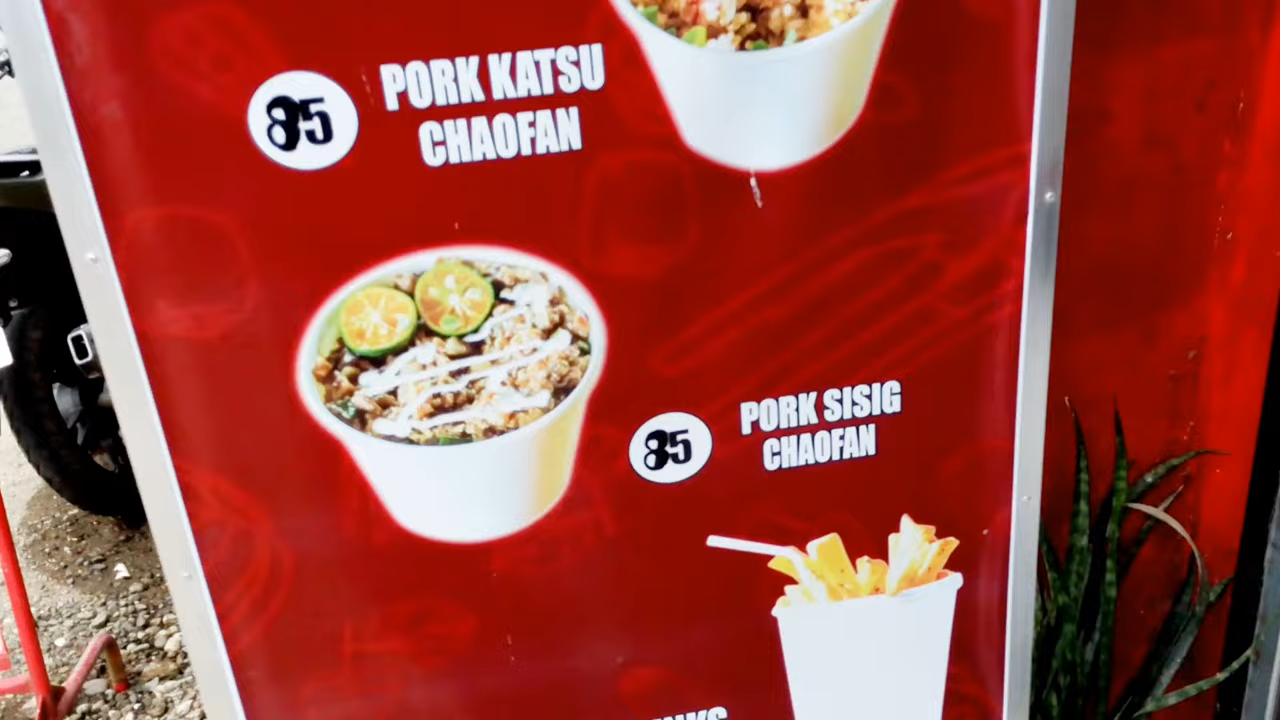 85
PORK KATSU
CHAOFAN
85
PORK SISIG
CHAOFAN